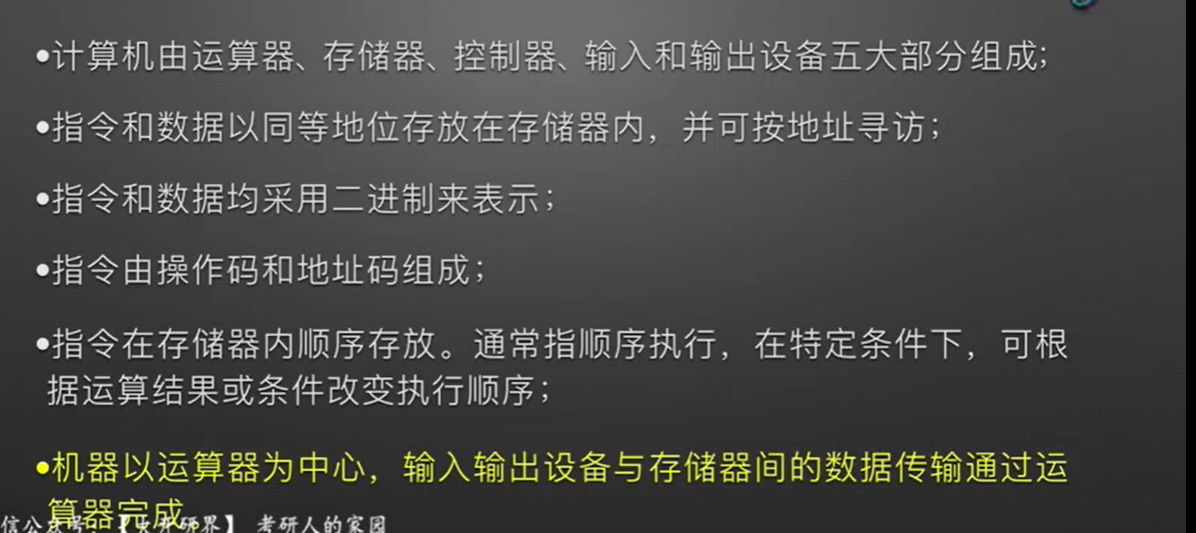 •计算机由运算器、存储器、控制器、输入和输出设备五大部分组成;
•指令和数据以同等地位存放在存储器内，并可按地址寻访；
•指令和数据均采用二进制来表示；
•指令由操作码和地址码组成；
•指令在存储器内顺序存放。通常指顺序执行，在特定条件下，可根
据运算结果或条件改变执行顺序；
•机器以运算器为中心，输入输出设备与存储器间的数据传输通过运
算器完成。
信公众号：【 研界】 考研人的家园